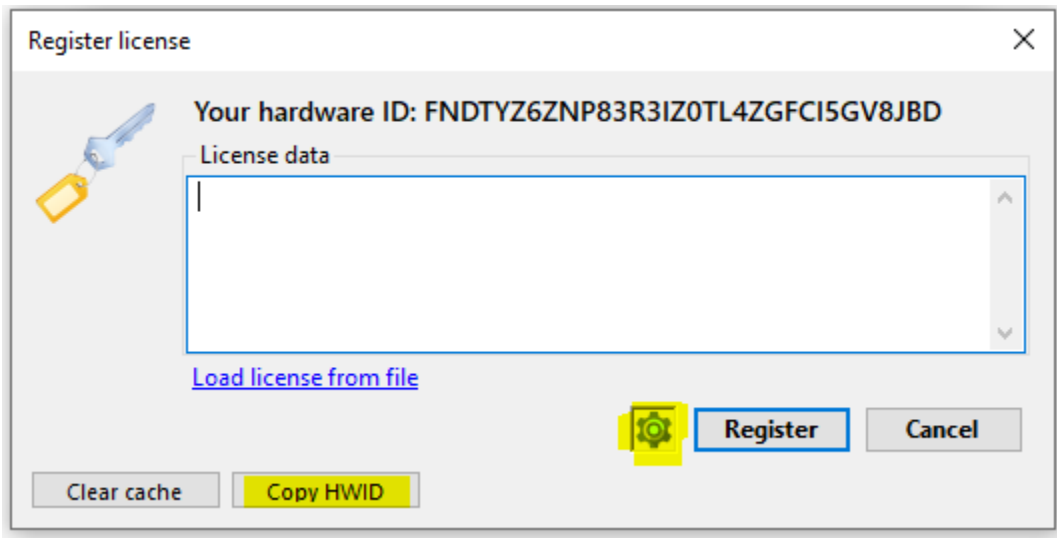 Register license
Your hardware ID: FNDTYZ6ZNP83R3IZ0TL4ZGFCI5GV8JBD
License data
Load license from file
Register
Cancel
Clear cache
Copy HWID